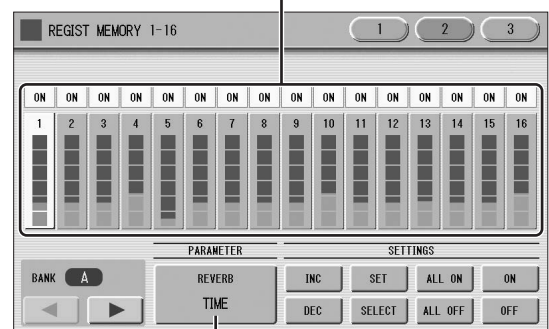 REGIST MEMORY 1-16 1 2 3
ON ON ON ON ON ON ON ON ON ON ON ON ON ON ON ON
1 2 3 4 5 6 7 8 9 10 11 12 13 14 15 16
PARAMETER SETTINGS
BANK A REVERB INC SET ALL ON ON
TIME DEC SELECT ALL OFF OFF